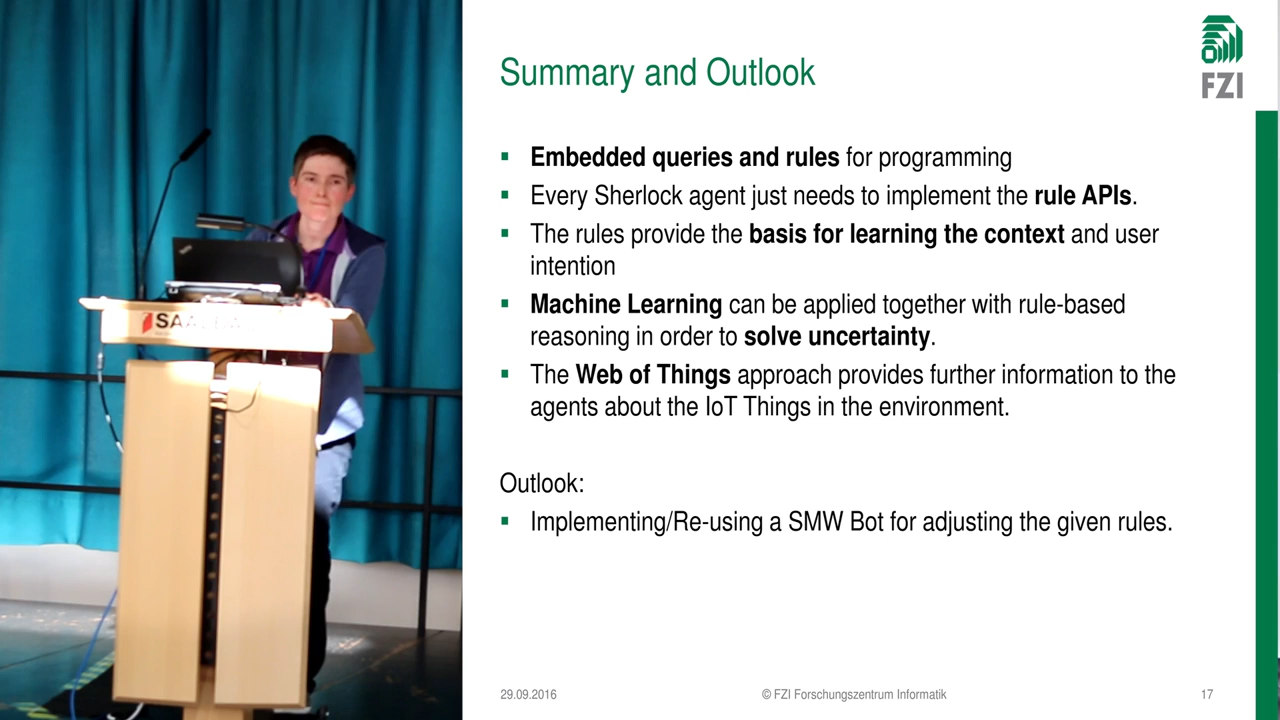 Summary and Outlook
FZI
▪ Embedded queries and rules for programming
▪ Every Sherlock agent just needs to implement the rule APIs.
▪ The rules provide the basis for learning the context and user
intention
▪ Machine Learning can be applied together with rule-based
reasoning in order to solve uncertainty.
▪ The Web of Things approach provides further information to the
agents about the IoT Things in the environment.
Outlook:
▪ Implementing/Re-using a SMW Bot for adjusting the given rules.
29.09.2016
© FZI Forschungszentrum Informatik
17